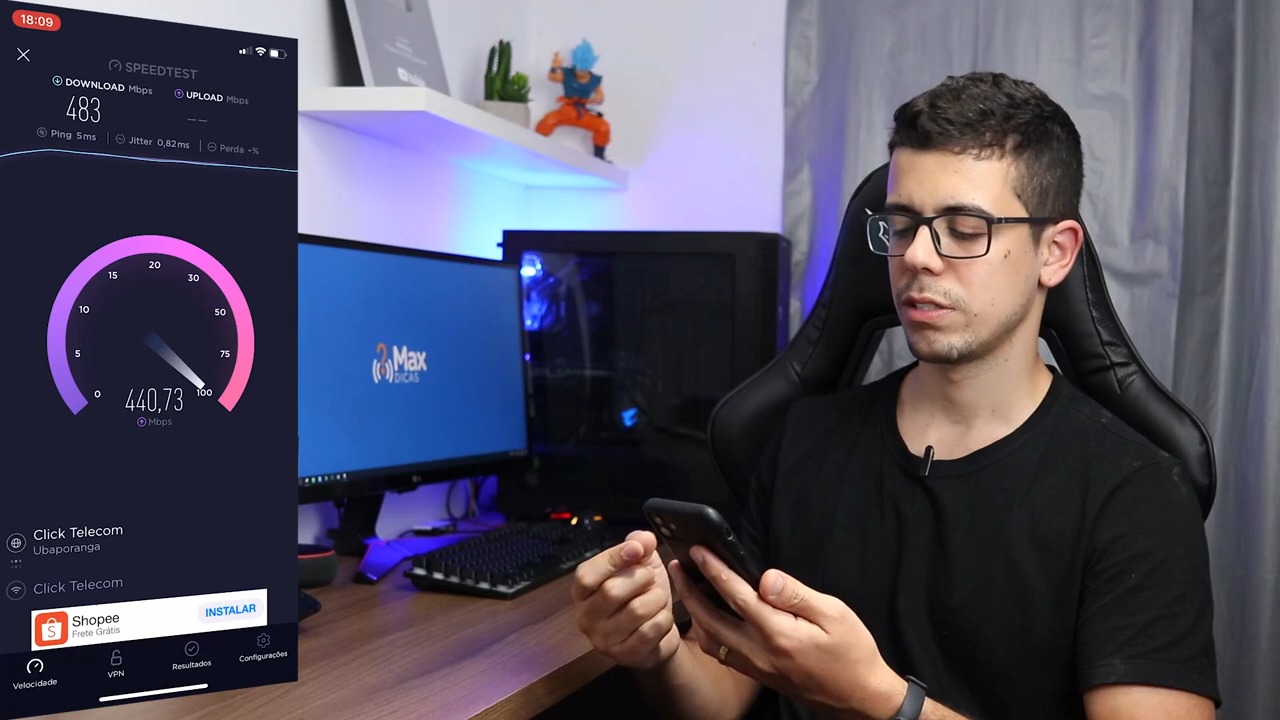 18:09
SPEEDTEST
DOWNLOAD Mbps
UPLOAD Mbps
483
Ping 5ms
Jitter 0,82ms
Perda -%
0
5
10
15
20
30
50
75
100
440,73
Mbps
Click Telecom
Ubaporanga
Click Telecom
Shopee
Frete Grátis
INSTALAR
Velocidade
VPN
Resultados
Configurações
Max
DICAS